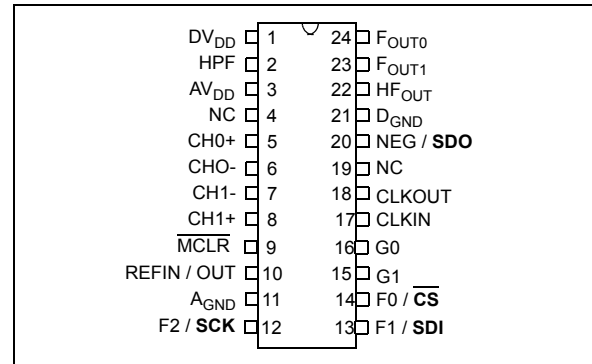 DVDD 1 24 FOUT0
HPF 2 23 FOUT1
AVDD 3 22 HFOUT
NC 4 21 DGND
CH0+ 5 20 NEG / SDO
CHO- 6 19 NC
CH1- 7 18 CLKOUT
CH1+ 8 17 CLKIN
MCLR 9 16 G0
REFIN / OUT 10 15 G1
AGND 11 14 F0 / CS
F2 / SCK 12 13 F1 / SDI